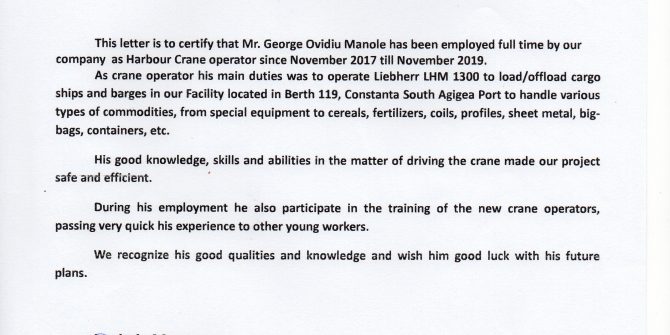 This letter is to certify that Mr. George Ovidiu Manole has been employed full time by our
company as Harbour Crane operator since November 2017 till November 2019.
As crane operator his main duties was to operate Liebherr LHM 1300 to load/offload cargo
ships and barges in our Facility located in Berth 119, Constanta South Agigea Port to handle various
types of commodities, from special equipment to cereals, fertilizers, coils, profiles, sheet metal, big-
bags, containers, etc.
His good knowledge, skills and abilities in the matter of driving the crane made our project
safe and efficient.
During his employment he also participate in the training of the new crane operators,
passing very quick his experience to other young workers.
We recognize his good qualities and knowledge and wish him good luck with his future
plans.